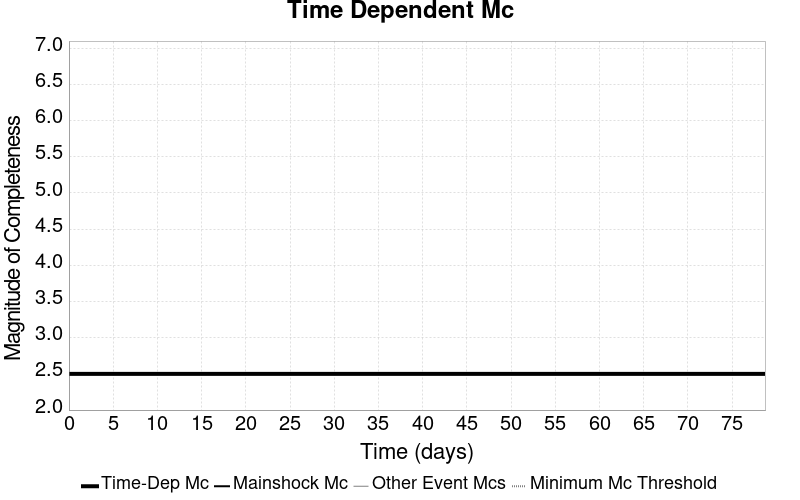 Time Dependent Mc
Magnitude of Completeness
7.0
6.5
6.0
5.5
5.0
4.5
4.0
3.5
3.0
2.5
2.0
0 5 10 15 20 25 30 35 40 45 50 55 60 65 70 75
Time (days)
Time-Dep Mc Mainshock Mc Other Event Mcs Minimum Mc Threshold